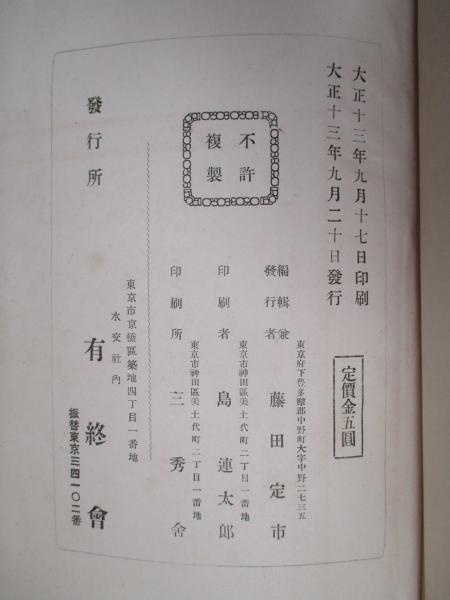 大正十三年九月十七日印刷
大正十三年九月二十日發行
定價金五圓
不許
複製
東京府下豊多摩郡中野町大字中野二七三五
編輯兼
發行者 藤田定市
東京市神田區美土代町二丁目一番地
印刷者 島連太郎
東京市神田區美土代町二丁目一番地
印刷所 三秀舍
發行所
東京市京橋區築地四丁目一番地
水交社内
有終會
振替東京三四一〇二番